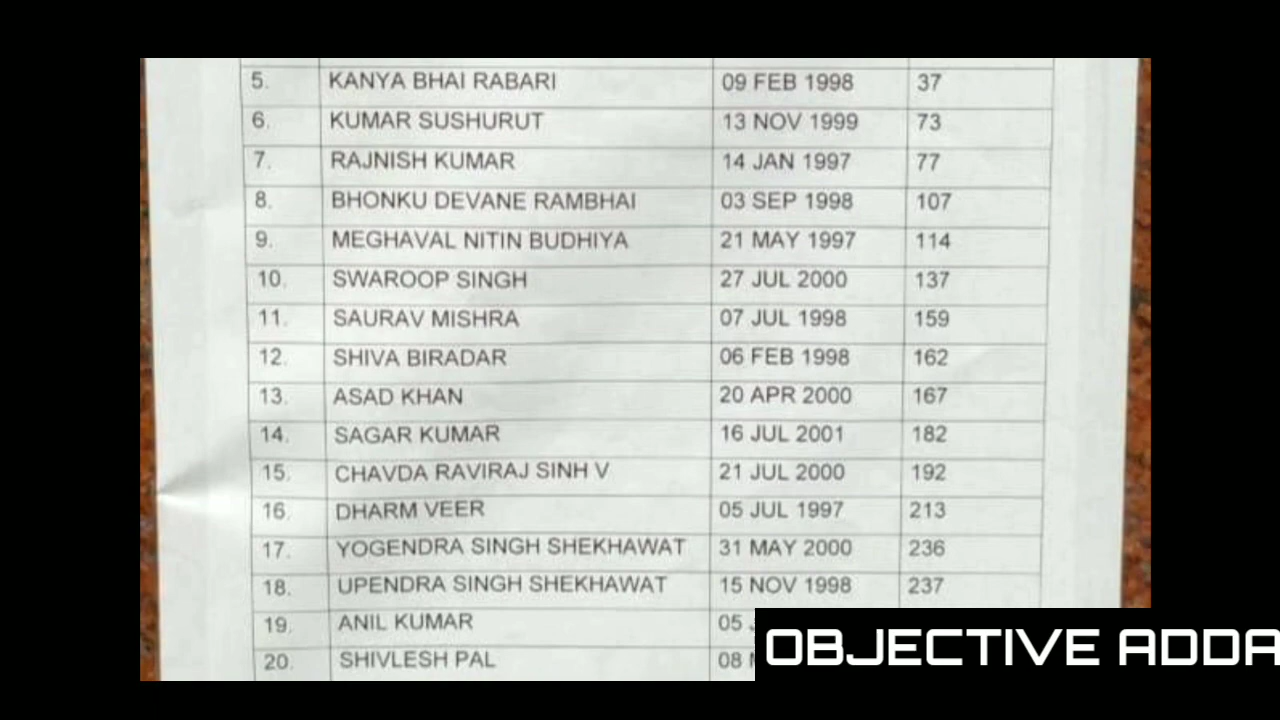 5. KANYA BHAI RABARI 09 FEB 1998 37
6. KUMAR SUSHURUT 13 NOV 1999 73
7. RAJNISH KUMAR 14 JAN 1997 77
8. BHONKU DEVANE RAMBHAI 03 SEP 1998 107
9. MEGHAVAL NITIN BUDHIYA 21 MAY 1997 114
10. SWAROOP SINGH 27 JUL 2000 137
11. SAURAV MISHRA 07 JUL 1998 159
12. SHIVA BIRADAR 06 FEB 1998 162
13. ASAD KHAN 20 APR 2000 167
14. SAGAR KUMAR 16 JUL 2001 182
15. CHAVDA RAVIRAJ SINH V 21 JUL 2000 192
16. DHARM VEER 05 JUL 1997 213
17. YOGENDRA SINGH SHEKHAWAT 31 MAY 2000 236
18. UPENDRA SINGH SHEKHAWAT 15 NOV 1998 237
19. ANIL KUMAR 05
20. SHIVLESH PAL 08
OBJECTIVE ADDA